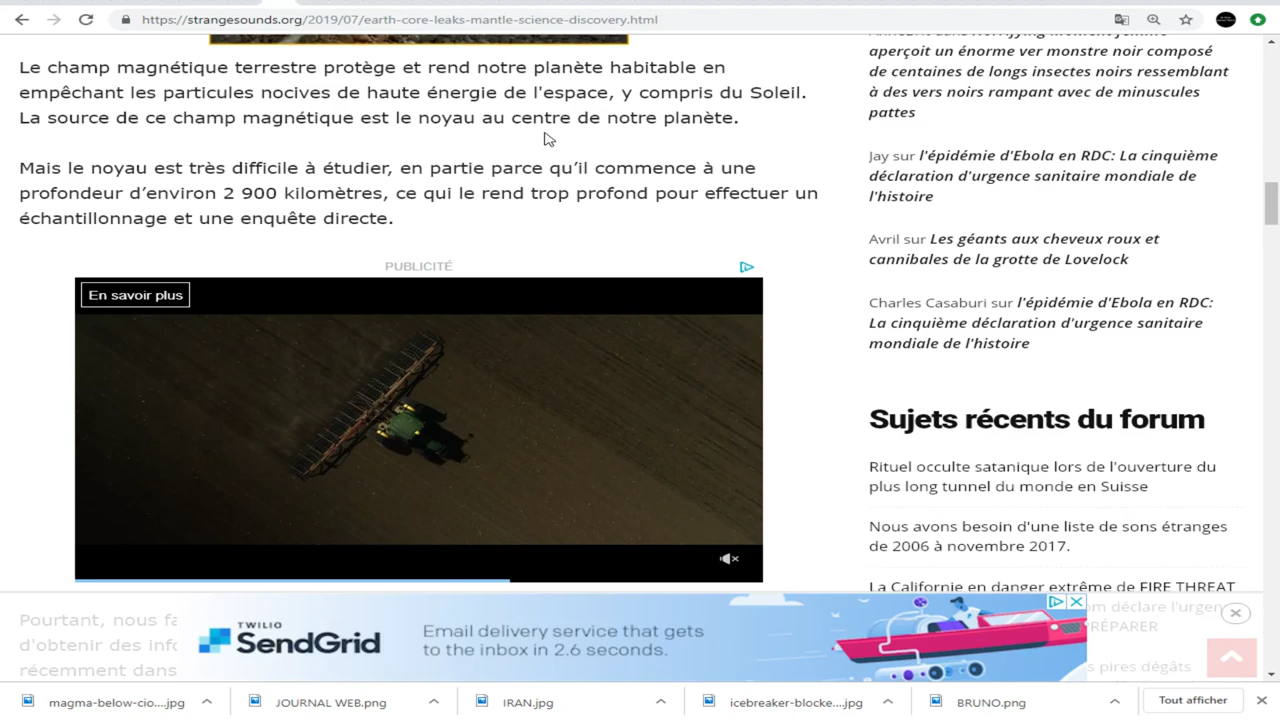 https://strangesounds.org/2019/07/earth-core-leaks-mantle-science-discovery.html
Le champ magnétique terrestre protège et rend notre planète habitable en
empêchant les particules nocives de haute énergie de l'espace, y compris du Soleil.
La source de ce champ magnétique est le noyau au centre de notre planète.
Mais le noyau est très difficile à étudier, en partie parce qu’il commence à une
profondeur d’environ 2 900 kilomètres, ce qui le rend trop profond pour effectuer un
échantillonnage et une enquête directe.
PUBLICITÉ
En savoir plus
Pourtant, nous
d'obtenir des
récemment dans
aperçoit un énorme ver monstre noir composé
de centaines de longs insectes noirs ressemblant
à des vers noirs rampant avec de minuscules
pattes
Jay sur l'épidémie d'Ebola en RDC: La cinquième
déclaration d'urgence sanitaire mondiale de
l'histoire
Avril sur Les géants aux cheveux roux et
cannibales de la grotte de Lovelock
Charles Casaburi sur l'épidémie d'Ebola en RDC:
La cinquième déclaration d'urgence sanitaire
mondiale de l'histoire
Sujets récents du forum
Rituel occulte satanique lors de l'ouverture du
plus long tunnel du monde en Suisse
Nous avons besoin d'une liste de sons étranges
de 2006 à novembre 2017.
La Californie en danger extrême de FIRE THREAT
déclare
pires dégâts
TWILIO
SendGrid
Email delivery service that gets
to the inbox in 2.6 seconds.
magma-below-cio....jpg
JOURNAL WEB.png
IRAN.jpg
icebreaker-blocke....jpg
BRUNO.png
Tout afficher